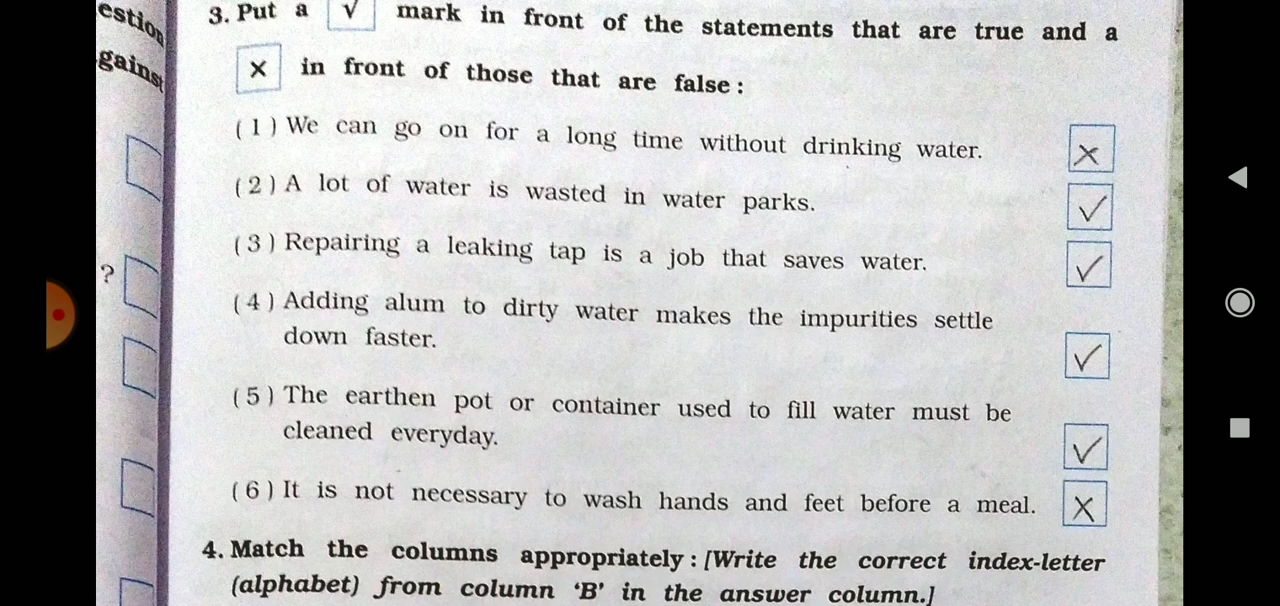 estion
gains
3. Put a √ mark in front of the statements that are true and a
× in front of those that are false :
( 1 ) We can go on for a long time without drinking water. ×
( 2 ) A lot of water is wasted in water parks. ✓
( 3 ) Repairing a leaking tap is a job that saves water. ✓
?
( 4 ) Adding alum to dirty water makes the impurities settle
down faster. ✓
( 5 ) The earthen pot or container used to fill water must be
cleaned everyday. ✓
( 6 ) It is not necessary to wash hands and feet before a meal. ×
4. Match the columns appropriately : [Write the correct index-letter
(alphabet) from column ‘B’ in the answer column.]